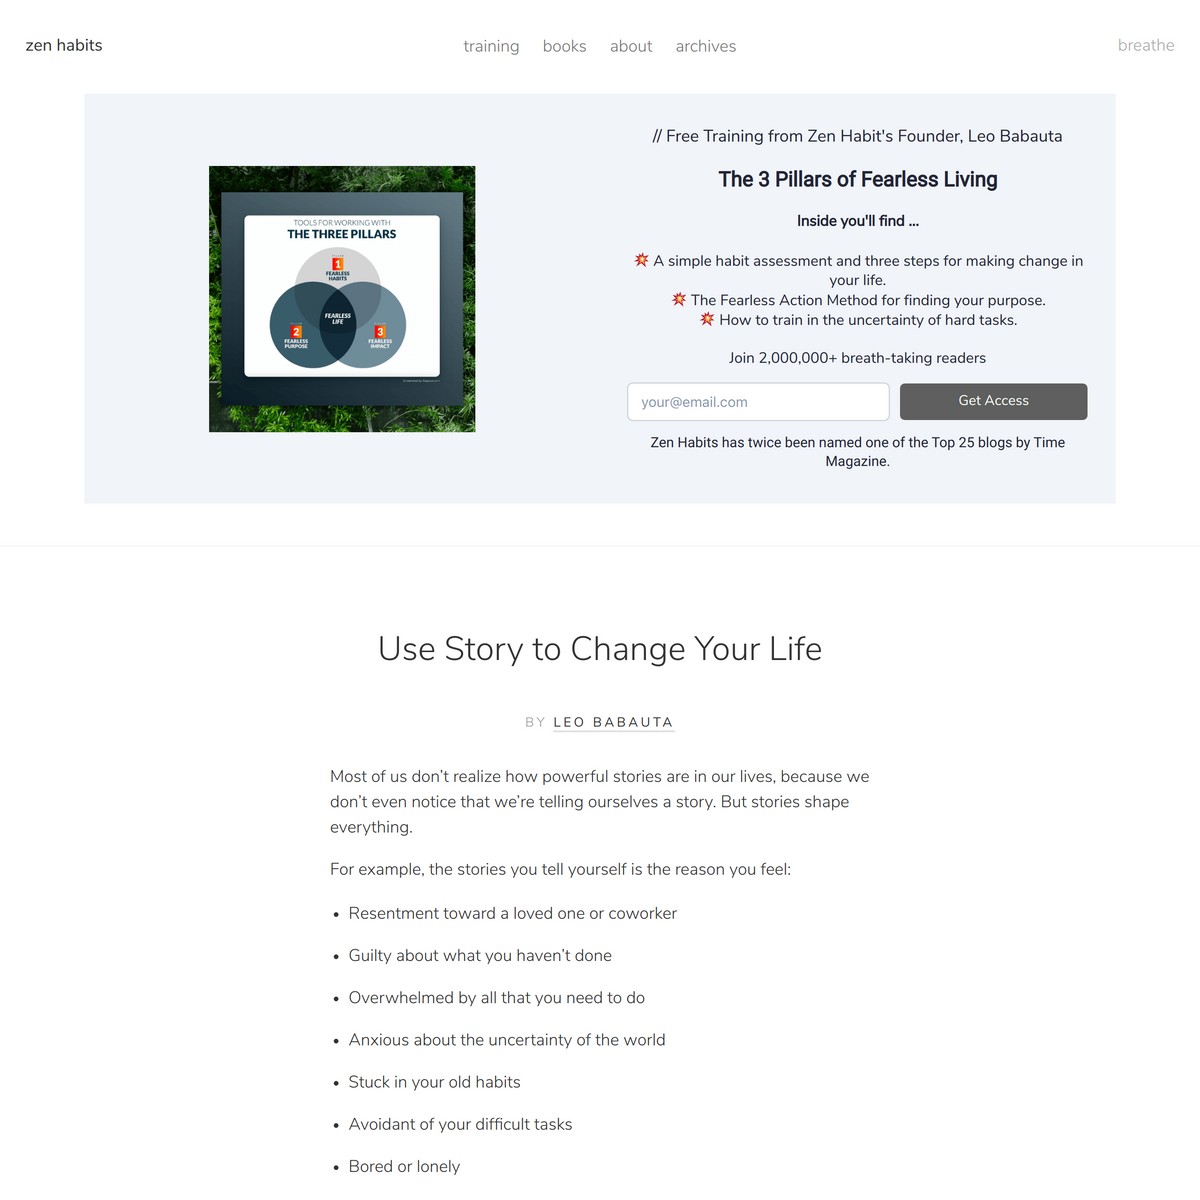 zen habits
training books about archives
breathe
// Free Training from Zen Habit's Founder, Leo Babauta
The 3 Pillars of Fearless Living
Inside you'll find ...
💥 A simple habit assessment and three steps for making change in
your life.
💥 The Fearless Action Method for finding your purpose.
💥 How to train in the uncertainty of hard tasks.
Join 2,000,000+ breath-taking readers
your@email.com
Get Access
Zen Habits has twice been named one of the Top 25 blogs by Time
Magazine.
TOOLS FOR WORKING WITH
THE THREE PILLARS
1
FEARLESS
HABITS
FEARLESS
LIFE
2
FEARLESS
PURPOSE
3
FEARLESS
IMPACT
Use Story to Change Your Life
BY LEO BABAUTA
Most of us don’t realize how powerful stories are in our lives, because we
don’t even notice that we’re telling ourselves a story. But stories shape
everything.
For example, the stories you tell yourself is the reason you feel:
• Resentment toward a loved one or coworker
• Guilty about what you haven’t done
• Overwhelmed by all that you need to do
• Anxious about the uncertainty of the world
• Stuck in your old habits
• Avoidant of your difficult tasks
• Bored or lonely